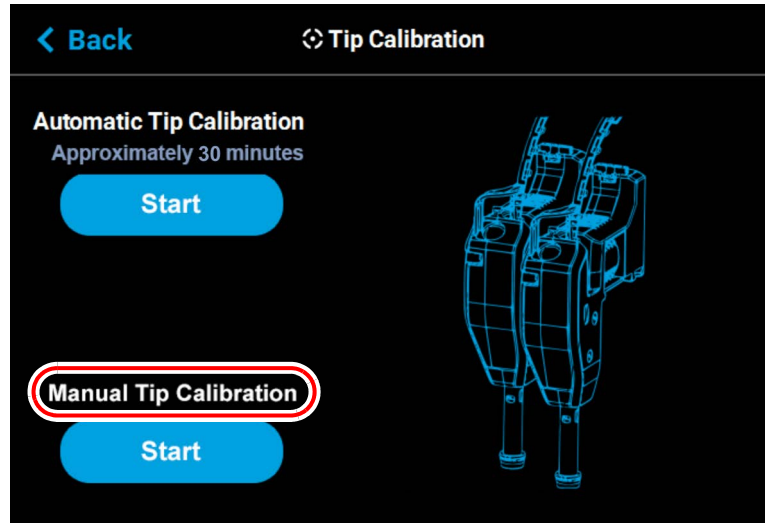 Back
Tip Calibration
Automatic Tip Calibration
Approximately 30 minutes
Start
Manual Tip Calibration
Start